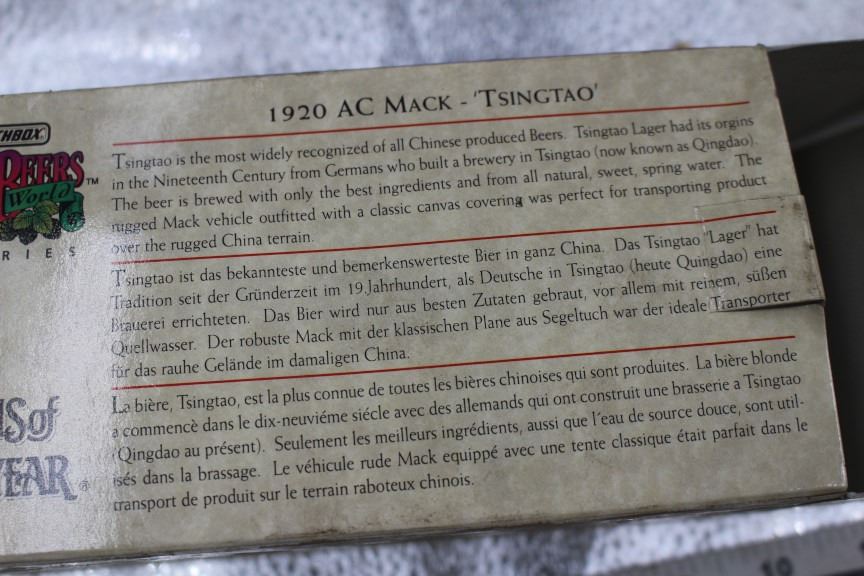 1920 AC MACK - 'TSINGTAO'
Tsingtao is the most widely recognized of all Chinese produced Beers. Tsingtao Lager had its orgins
in the Nineteenth Century from Germans who built a brewery in Tsingtao (now known as Qingdao).
The beer is brewed with only the best ingredients and from all natural, sweet, spring water. The
rugged Mack vehicle outfitted with a classic canvas covering was perfect for transporting product
over the rugged China terrain.
Tsingtao ist das bekannteste und bemerkenswerteste Bier in ganz China. Das Tsingtao "Lager" hat
Tradition seit der Gründerzeit im 19.Jahrhundert, als Deutsche in Tsingtao (heute Quingdao) eine
Brauerei errichteten. Das Bier wird nur aus besten Zutaten gebraut, vor allem mit reinem, süßen
Quellwasser. Der robuste Mack mit der klassischen Plane aus Segeltuch war der ideale Transporter
für das rauhe Gelände im damaligen China.
La bière, Tsingtao, est la plus connue de toutes les bières chinoises qui sont produites. La bière blonde
a commencè dans le dix-neuviéme siécle avec des allemands qui ont construit une brasserie a Tsingtao
(Qingdao au présent). Seulement les meilleurs ingrédients, aussi que l'eau de source douce, sont util-
isés dans la brassage. Le véhicule rude Mack equippé avec une tente classique était parfait dans le
transport de produit sur le terrain raboteux chinois.
CHBOX
BEERS™
World
RIES
NS of
YEAR®
10